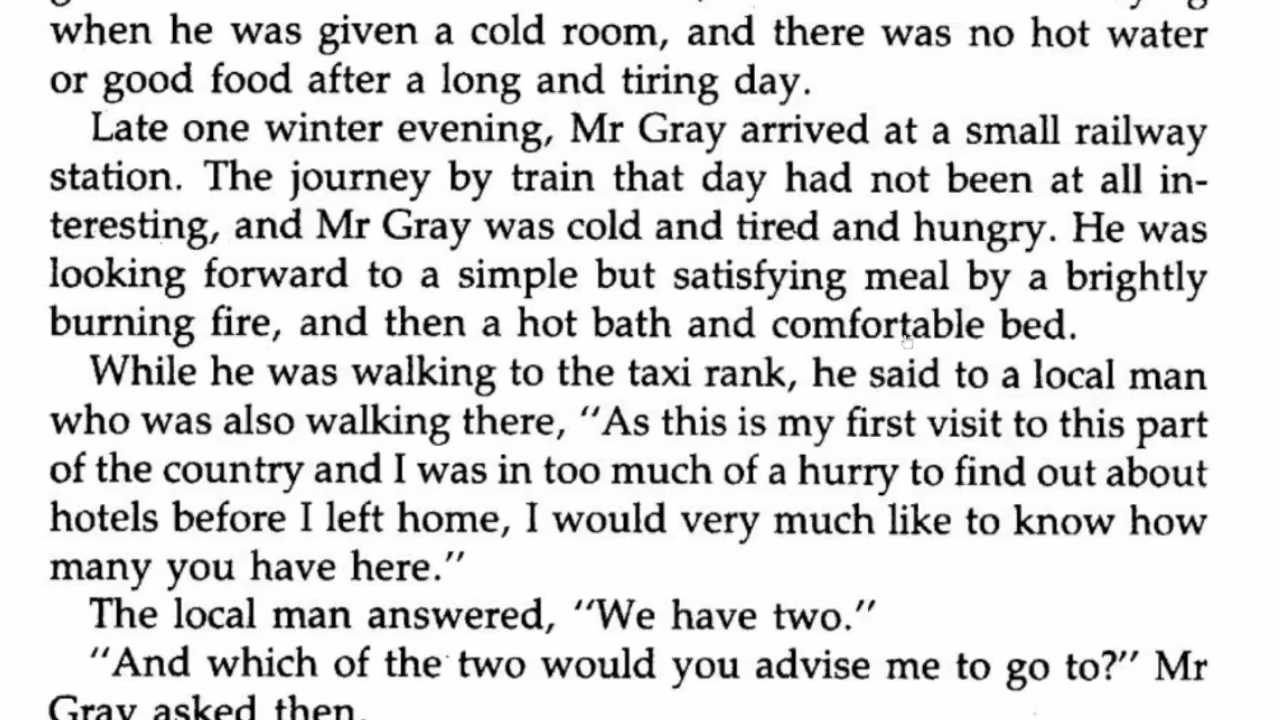 when he was given a cold room, and there was no hot water
or good food after a long and tiring day.
Late one winter evening, Mr Gray arrived at a small railway
station. The journey by train that day had not been at all in-
teresting, and Mr Gray was cold and tired and hungry. He was
looking forward to a simple but satisfying meal by a brightly
burning fire, and then a hot bath and comfortable bed.
While he was walking to the taxi rank, he said to a local man
who was also walking there, "As this is my first visit to this part
of the country and I was in too much of a hurry to find out about
hotels before I left home, I would very much like to know how
many you have here."
The local man answered, "We have two."
"And which of the two would you advise me to go to?" Mr
Gray asked then.